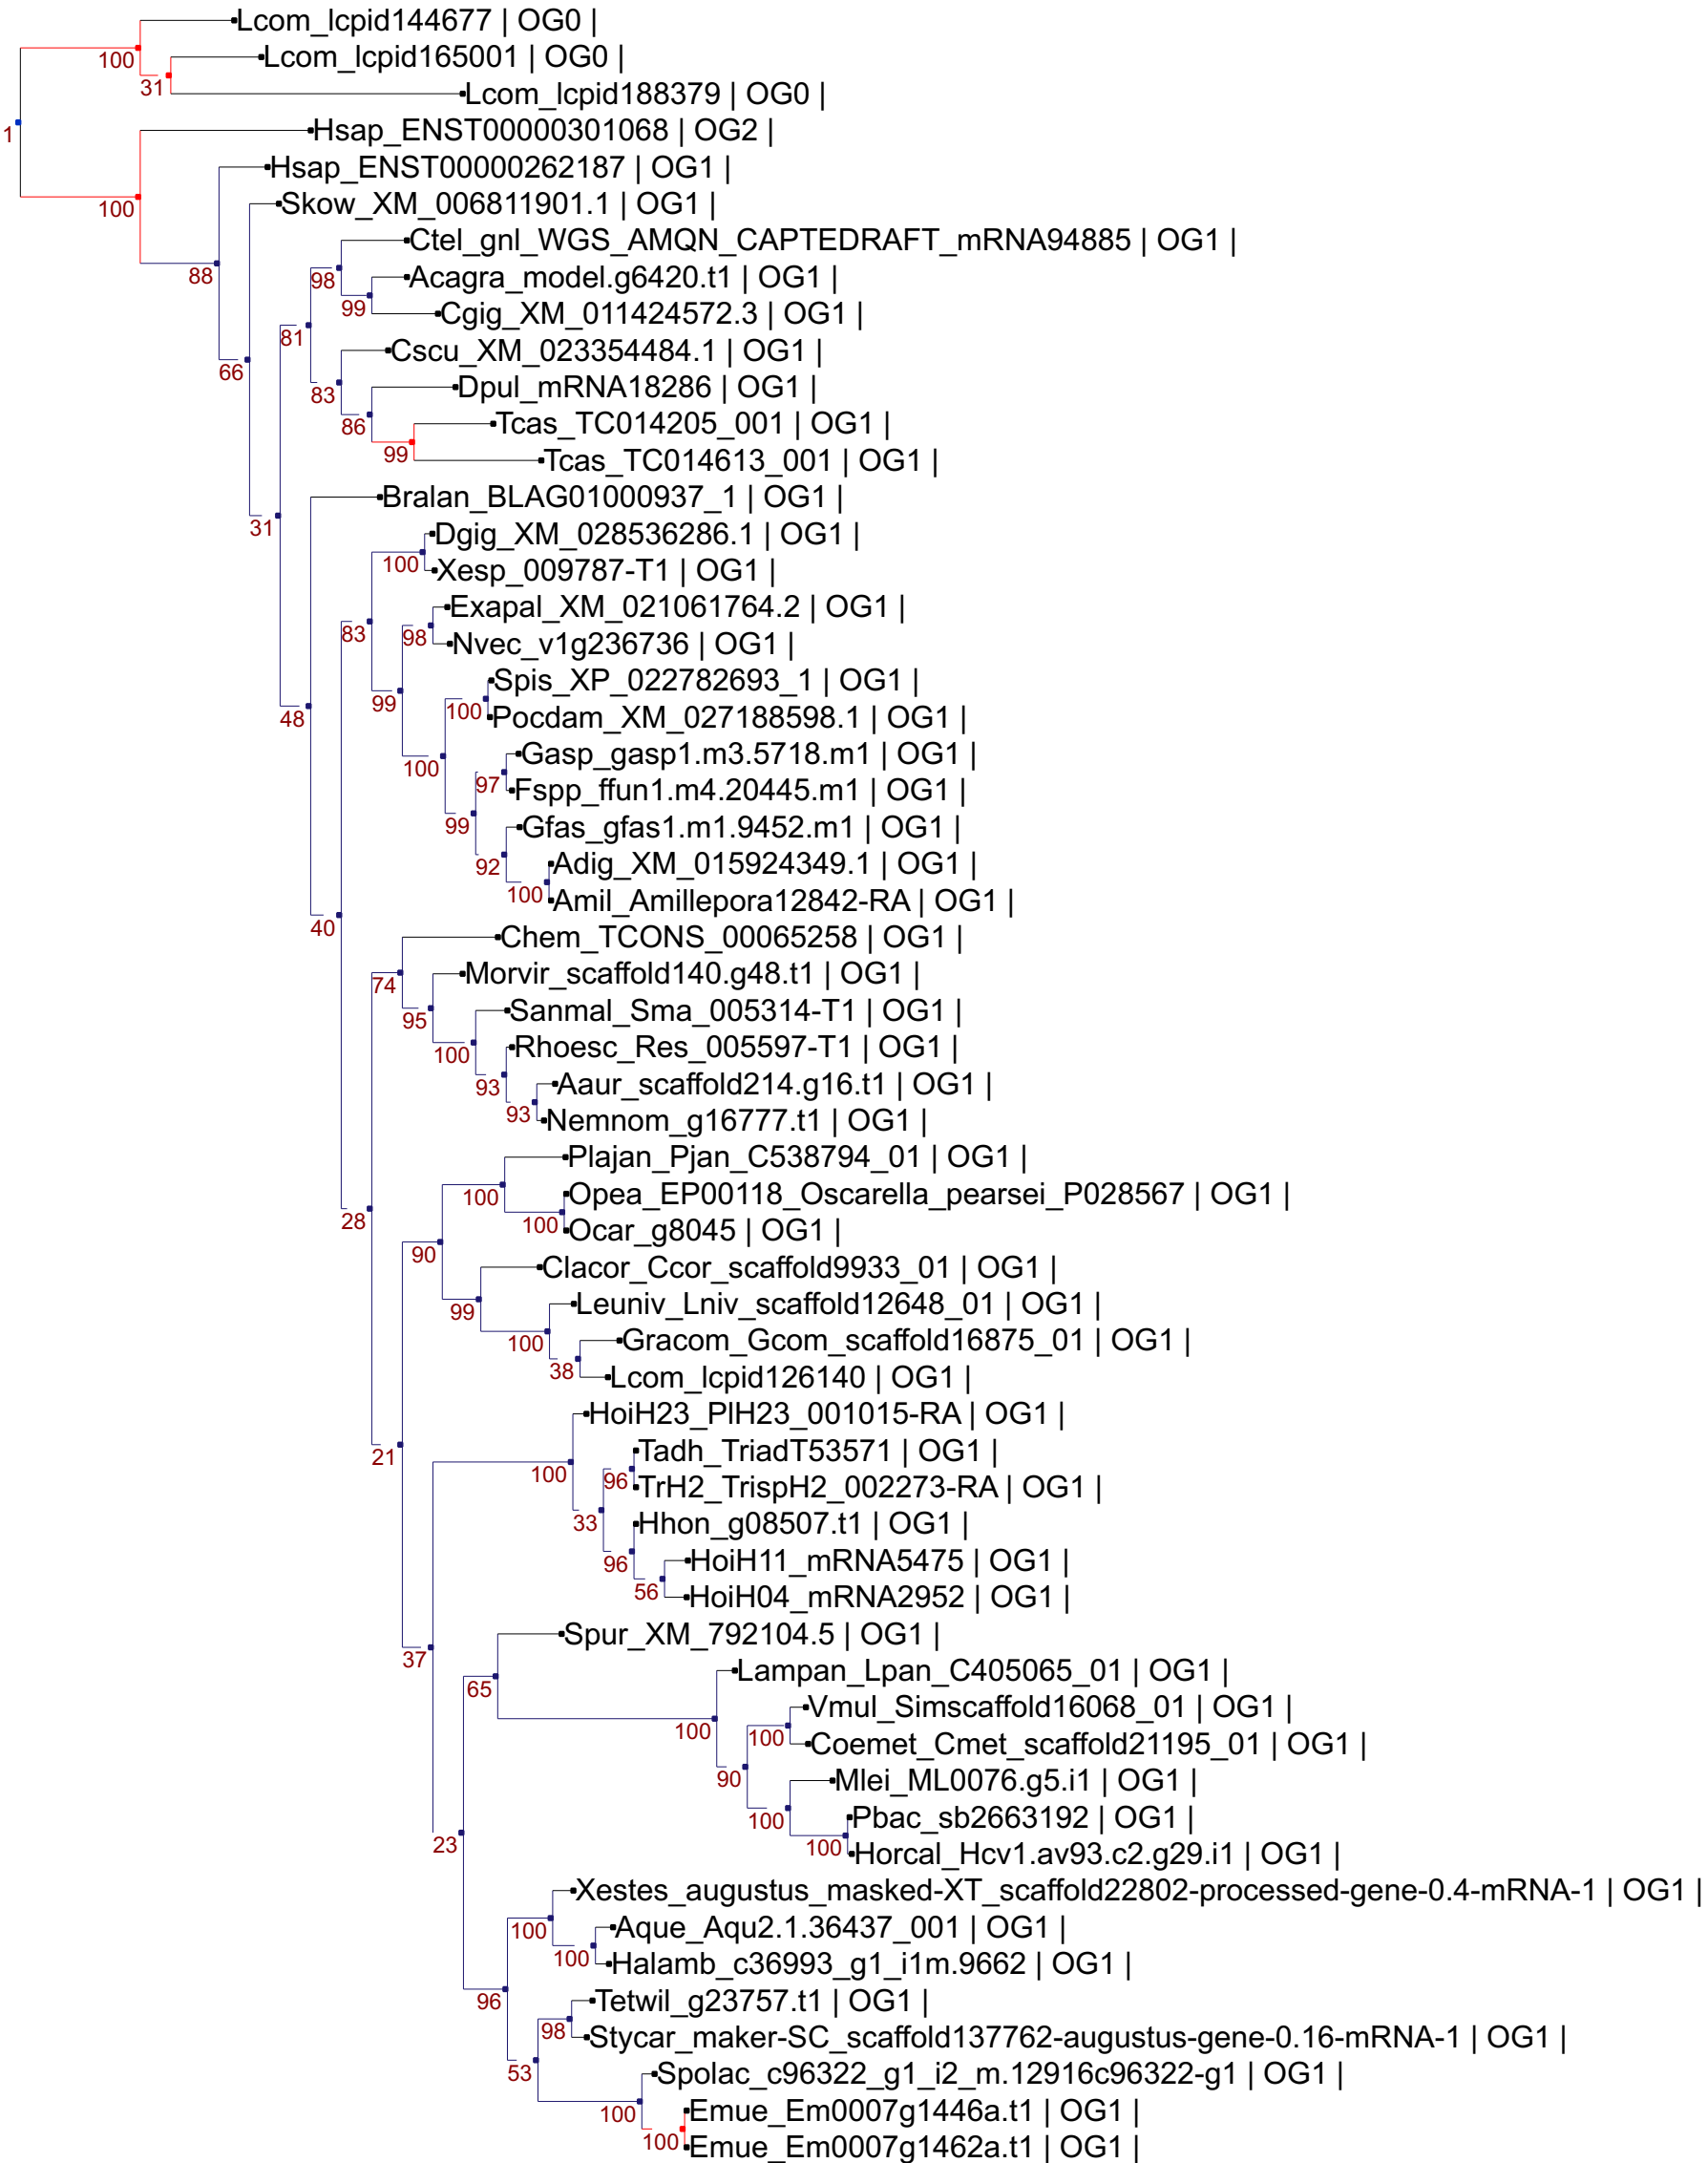 Lcom_lcpid144677 | OG0 |
100
Lcom_lcpid165001 | OG0 |
31
Lcom_lcpid188379 | OG0 |
1
Hsap_ENST00000301068 | OG2 |
Hsap_ENST00000262187 | OG1 |
100
Skow_XM_006811901.1 | OG1 |
Ctel_gnl_WGS_AMQN_CAPTEDRAFT_mRNA94885 | OG1 |
88
98
Acagra_model.g6420.t1 | OG1 |
99
Cgig_XM_011424572.3 | OG1 |
81
Cscu_XM_023354484.1 | OG1 |
66
83
Dpul_mRNA18286 | OG1 |
86
Tcas_TC014205_001 | OG1 |
99
Tcas_TC014613_001 | OG1 |
Bralan_BLAG01000937_1 | OG1 |
31
Dgig_XM_028536286.1 | OG1 |
100
Xesp_009787-T1 | OG1 |
Exapal_XM_021061764.2 | OG1 |
83
98
Nvec_v1g236736 | OG1 |
Spis_XP_022782693_1 | OG1 |
99
100
48
Pocdam_XM_027188598.1 | OG1 |
Gasp_gasp1.m3.5718.m1 | OG1 |
100
97
Fspp_ffun1.m4.20445.m1 | OG1 |
99
Gfas_gfas1.m1.9452.m1 | OG1 |
92
Adig_XM_015924349.1 | OG1 |
100
Amil_Amillepora12842-RA | OG1 |
40
Chem_TCONS_00065258 | OG1 |
74
Morvir_scaffold140.g48.t1 | OG1 |
95
Sanmal_Sma_005314-T1 | OG1 |
100
Rhoesc_Res_005597-T1 | OG1 |
93
Aaur_scaffold214.g16.t1 | OG1 |
93
Nemnom_g16777.t1 | OG1 |
Plajan_Pjan_C538794_01 | OG1 |
100
Opea_EP00118_Oscarella_pearsei_P028567 | OG1 |
28
100
Ocar_g8045 | OG1 |
90
Clacor_Ccor_scaffold9933_01 | OG1 |
99
Leuniv_Lniv_scaffold12648_01 | OG1 |
100
Gracom_Gcom_scaffold16875_01 | OG1 |
38
Lcom_lcpid126140 | OG1 |
HoiH23_PlH23_001015-RA | OG1 |
21
Tadh_TriadT53571 | OG1 |
100
96
TrH2_TrispH2_002273-RA | OG1 |
33
Hhon_g08507.t1 | OG1 |
96
HoiH11_mRNA5475 | OG1 |
56
HoiH04_mRNA2952 | OG1 |
Spur_XM_792104.5 | OG1 |
37
Lampan_Lpan_C405065_01 | OG1 |
65
Vmul_Simscaffold16068_01 | OG1 |
100
100
Coemet_Cmet_scaffold21195_01 | OG1 |
90
Mlei_ML0076.g5.i1 | OG1 |
100
Pbac_sb2663192 | OG1 |
23
100
Horcal_Hcv1.av93.c2.g29.i1 | OG1 |
Xestes_augustus_masked-XT_scaffold22802-processed-gene-0.4-mRNA-1 | OG1 |
100
Aque_Aqu2.1.36437_001 | OG1 |
100
Halamb_c36993_g1_i1m.9662 | OG1 |
96
Tetwil_g23757.t1 | OG1 |
98
Stycar_maker-SC_scaffold137762-augustus-gene-0.16-mRNA-1 | OG1 |
53
Spolac_c96322_g1_i2_m.12916c96322-g1 | OG1 |
100
Emue_Em0007g1446a.t1 | OG1 |
100
Emue_Em0007g1462a.t1 | OG1 |